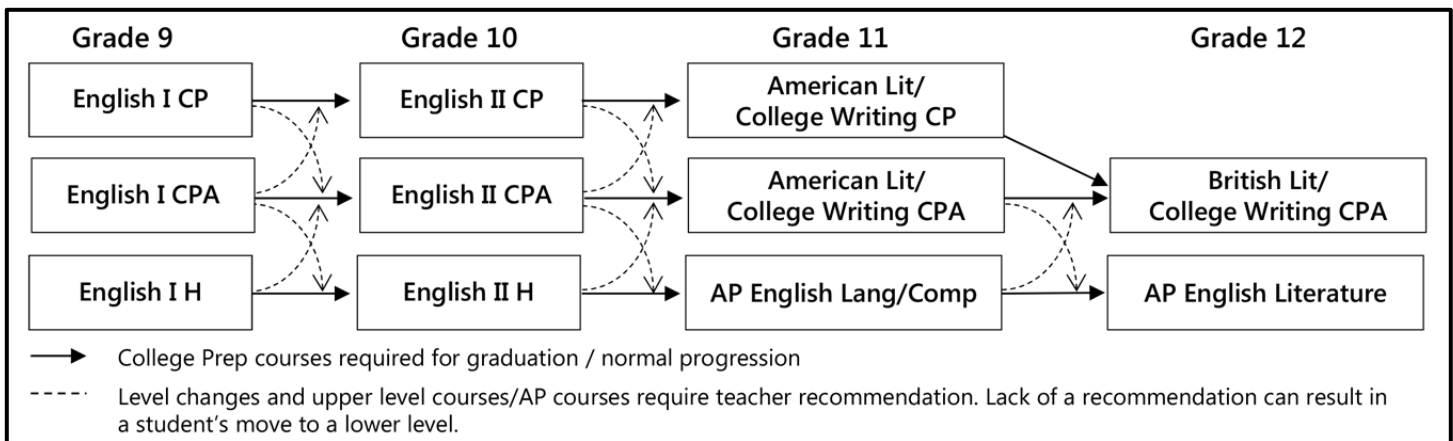 Grade 9 Grade 10 Grade 11 Grade 12
English I CP
English II CP
American Lit/
College Writing CP
English I CPA
English II CPA
American Lit/
College Writing CPA
British Lit/
College Writing CPA
English I H
English II H
AP English Lang/Comp
AP English Literature
College Prep courses required for graduation / normal progression
Level changes and upper level courses/AP courses require teacher recommendation. Lack of a recommendation can result in
a student's move to a lower level.